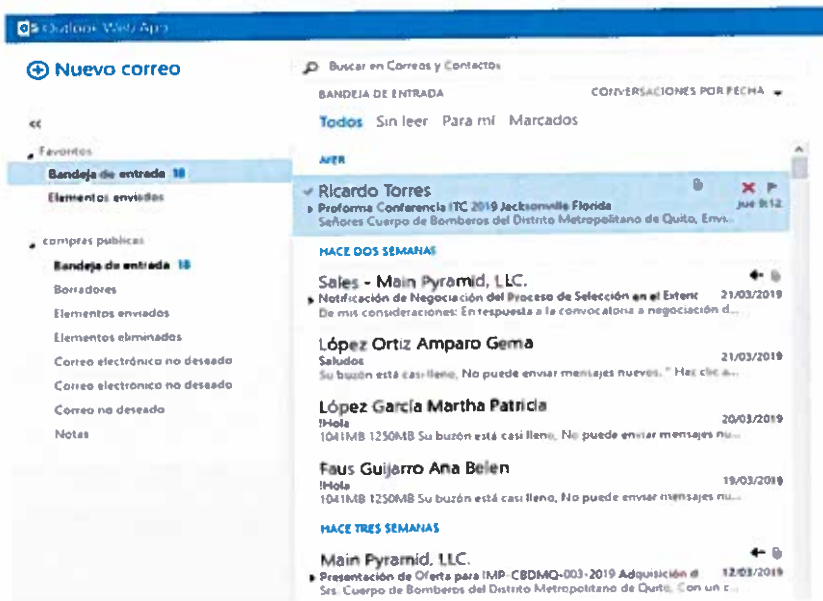 Outlook Web App
Nuevo correo
Buscar en Correos y Contactos
BANDEJA DE ENTRADA
CONVERSACIONES POR FECHA
<<
Todos Sin leer Para mí Marcados
Favoritos
Bandeja de entrada 18
Elementos enviados
compras publicas
Bandeja de entrada 18
Borradores
Elementos enviados
Elementos eliminados
Correo electrónico no deseado
Correo electronico no deseado
Correo no deseado
Notas
AYER
Ricardo Torres
Proforma Conferencia ITC 2019 Jacksonville Florida jue 9:12
Señores Cuerpo de Bomberos del Distrito Metropolitano de Quito, Envi...
HACE DOS SEMANAS
Sales - Main Pyramid, LLC.
Notificación de Negociación del Proceso de Selección en el Extenc 21/03/2019
De mis consideraciones: En respuesta a la convocatoria a negociación d...
López Ortiz Amparo Gema
Saludos 21/03/2019
Su buzón está casi lleno, No puede enviar mensajes nuevos. " Haz clic a...
López García Martha Patricia
!Hola 20/03/2019
1041MB 1250MB Su buzón está casi lleno, No puede enviar mensajes nu...
Faus Guijarro Ana Belen
!Hola 19/03/2019
1041MB 1250MB Su buzón está casi lleno, No puede enviar mensajes nu...
HACE TRES SEMANAS
Main Pyramid, LLC.
Presentación de Oferta para IMP-CBDMQ-003-2019 Adquisición d 12/03/2019
Srs. Cuerpo de Bomberos del Distrito Metropolitano de Quito, Con un c...